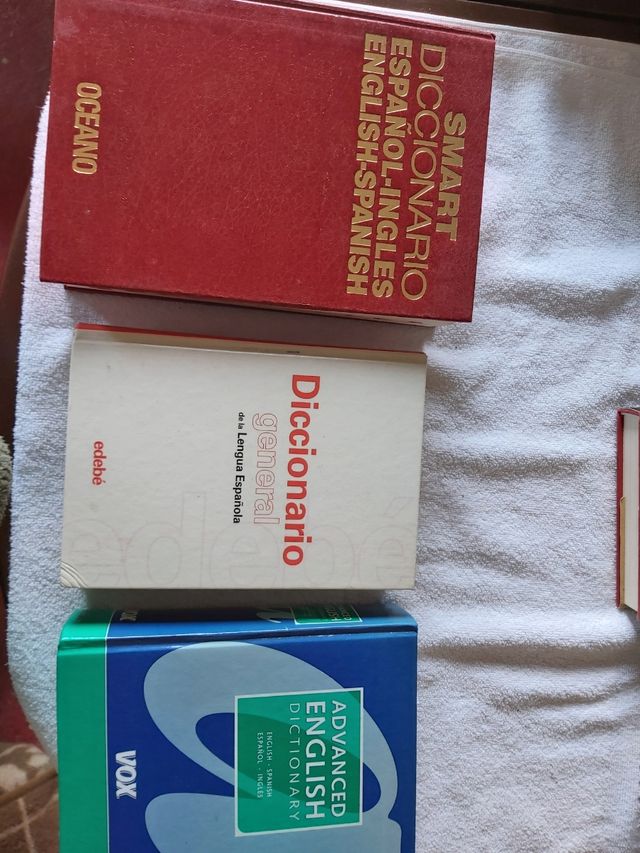 SMART
DICCIONARIO
ESPAÑOL-INGLES
ENGLISH-SPANISH
OCEANO
Diccionario
general
de la Lengua Española
edebé
ADVANCED
ENGLISH
DICTIONARY
ENGLISH - SPANISH
ESPAÑOL - INGLÉS
VOX